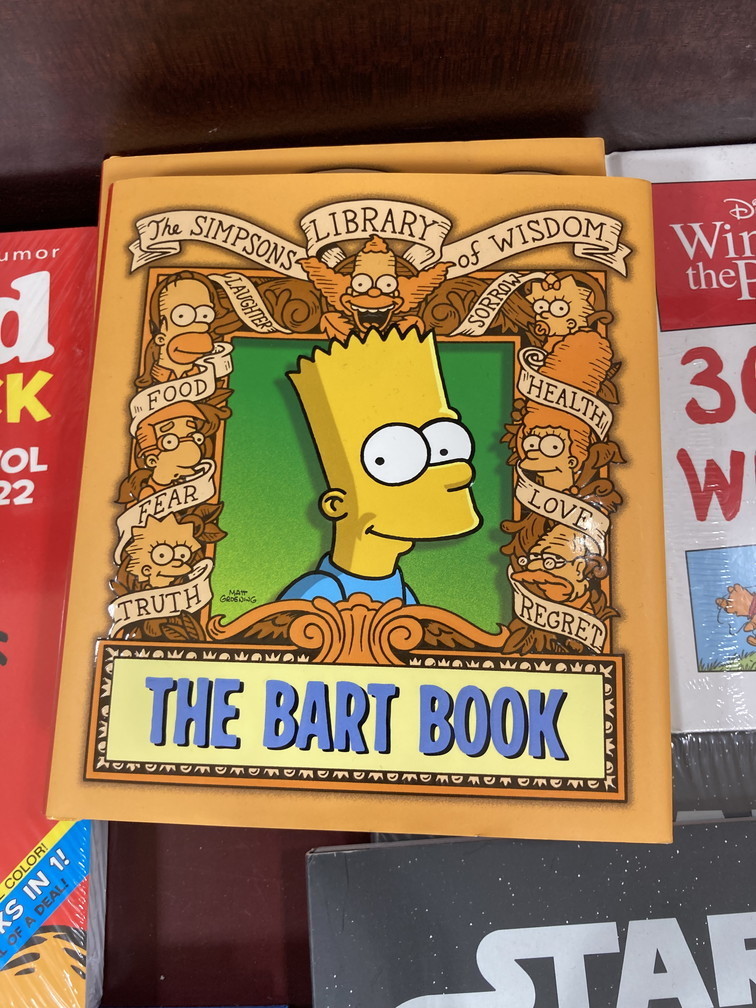 The SIMPSONS LIBRARY of WISDOM
LAUGHTER
SORROW
FOOD
HEALTH
FEAR
LOVE
TRUTH
REGRET
MATT
GROENING
THE BART BOOK
umor
d
CK
VOL
22
COLOR!
KS IN 1!
OF A DEAL!
Win
the P
30
W
STAR